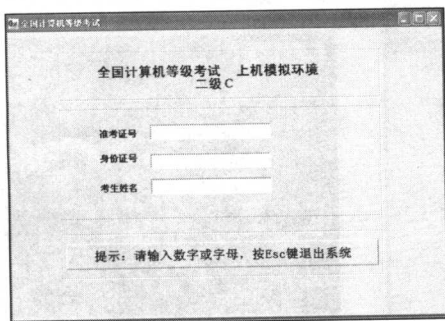 全国计算机等级考试
全国计算机等级考试 上机模拟环境
二级C
准考证号
身份证号
考生姓名
提示：请输入数字或字母，按Esc键退出系统